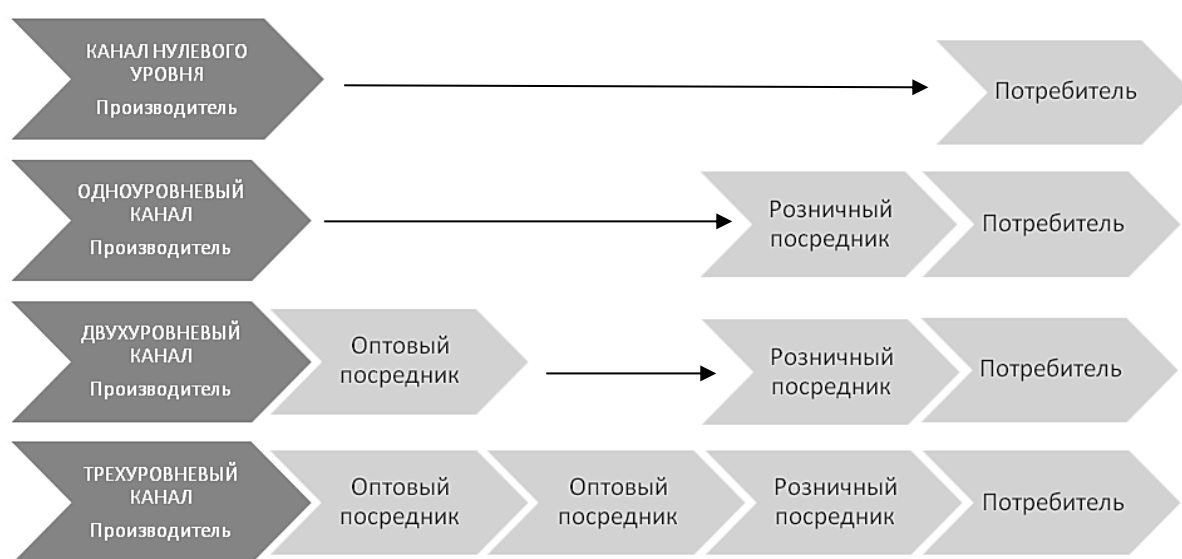 КАНАЛ НУЛЕВОГО
УРОВНЯ
Производитель
Потребитель
ОДНОУРОВНЕВЫЙ
КАНАЛ
Производитель
Розничный
посредник
Потребитель
ДВУХУРОВНЕВЫЙ
КАНАЛ
Производитель
Оптовый
посредник
Розничный
посредник
Потребитель
ТРЕХУРОВНЕВЫЙ
КАНАЛ
Производитель
Оптовый
посредник
Оптовый
посредник
Розничный
посредник
Потребитель